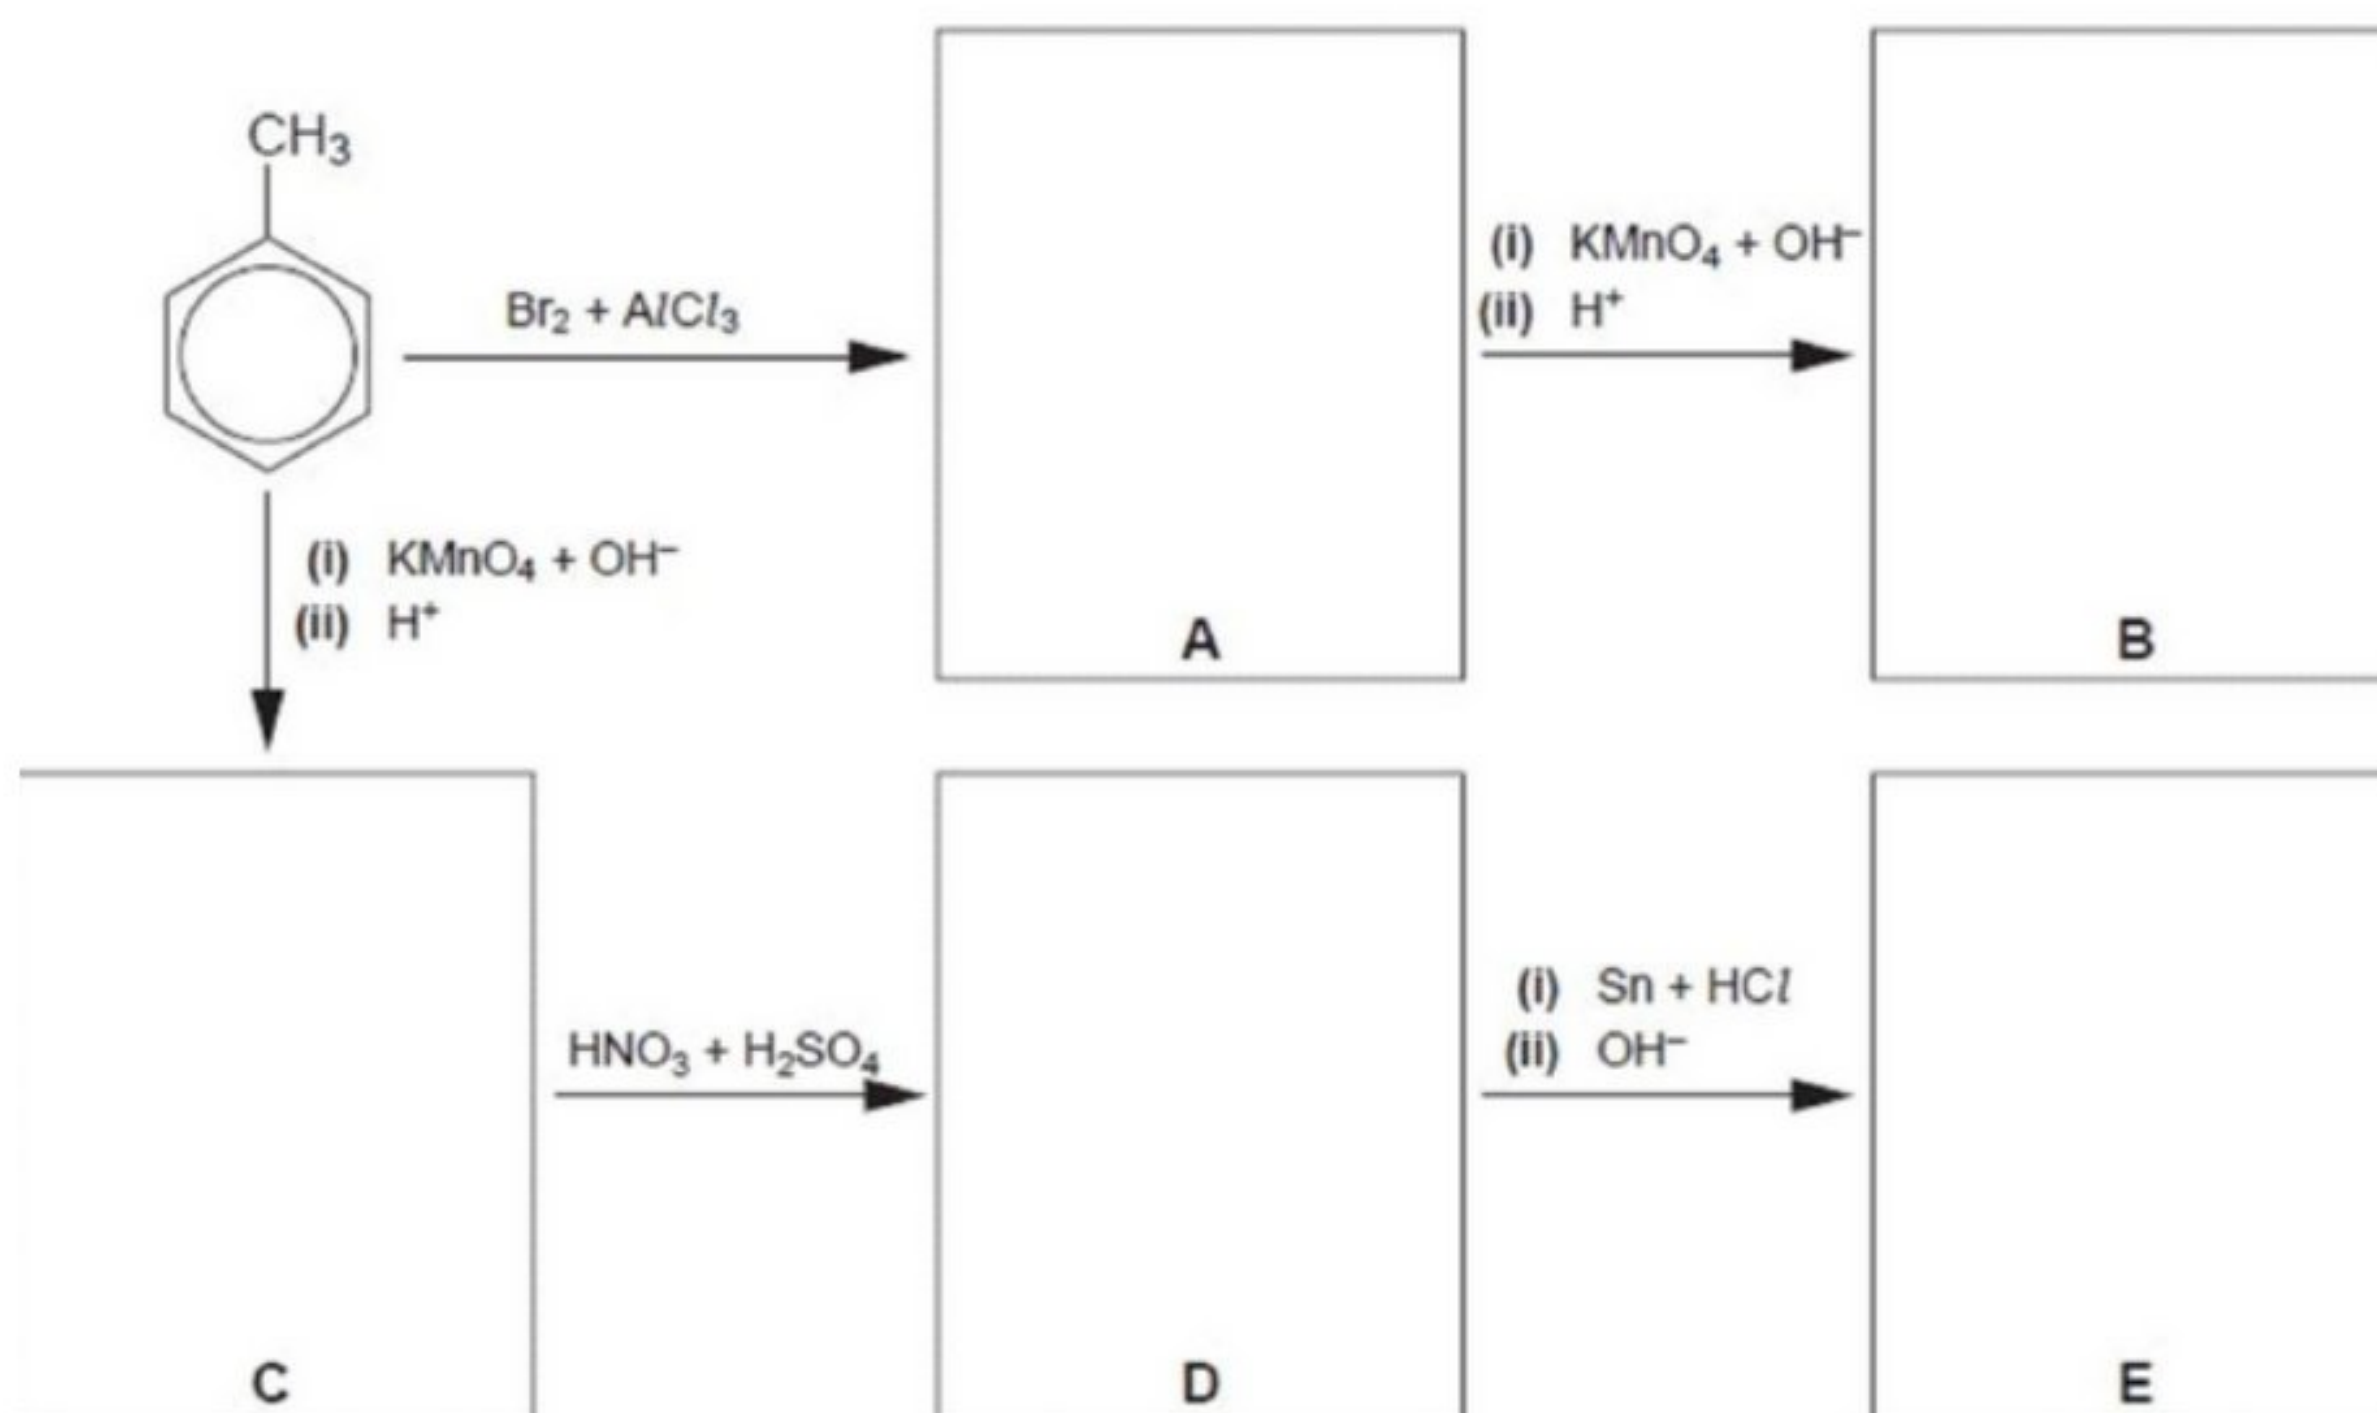 CH₃
Br₂ + AlCl₃
(i) KMnO₄ + OH⁻
(ii) H⁺
A
B
(i) KMnO₄ + OH⁻
(ii) H⁺
HNO₃ + H₂SO₄
(i) Sn + HCl
(ii) OH⁻
C
D
E